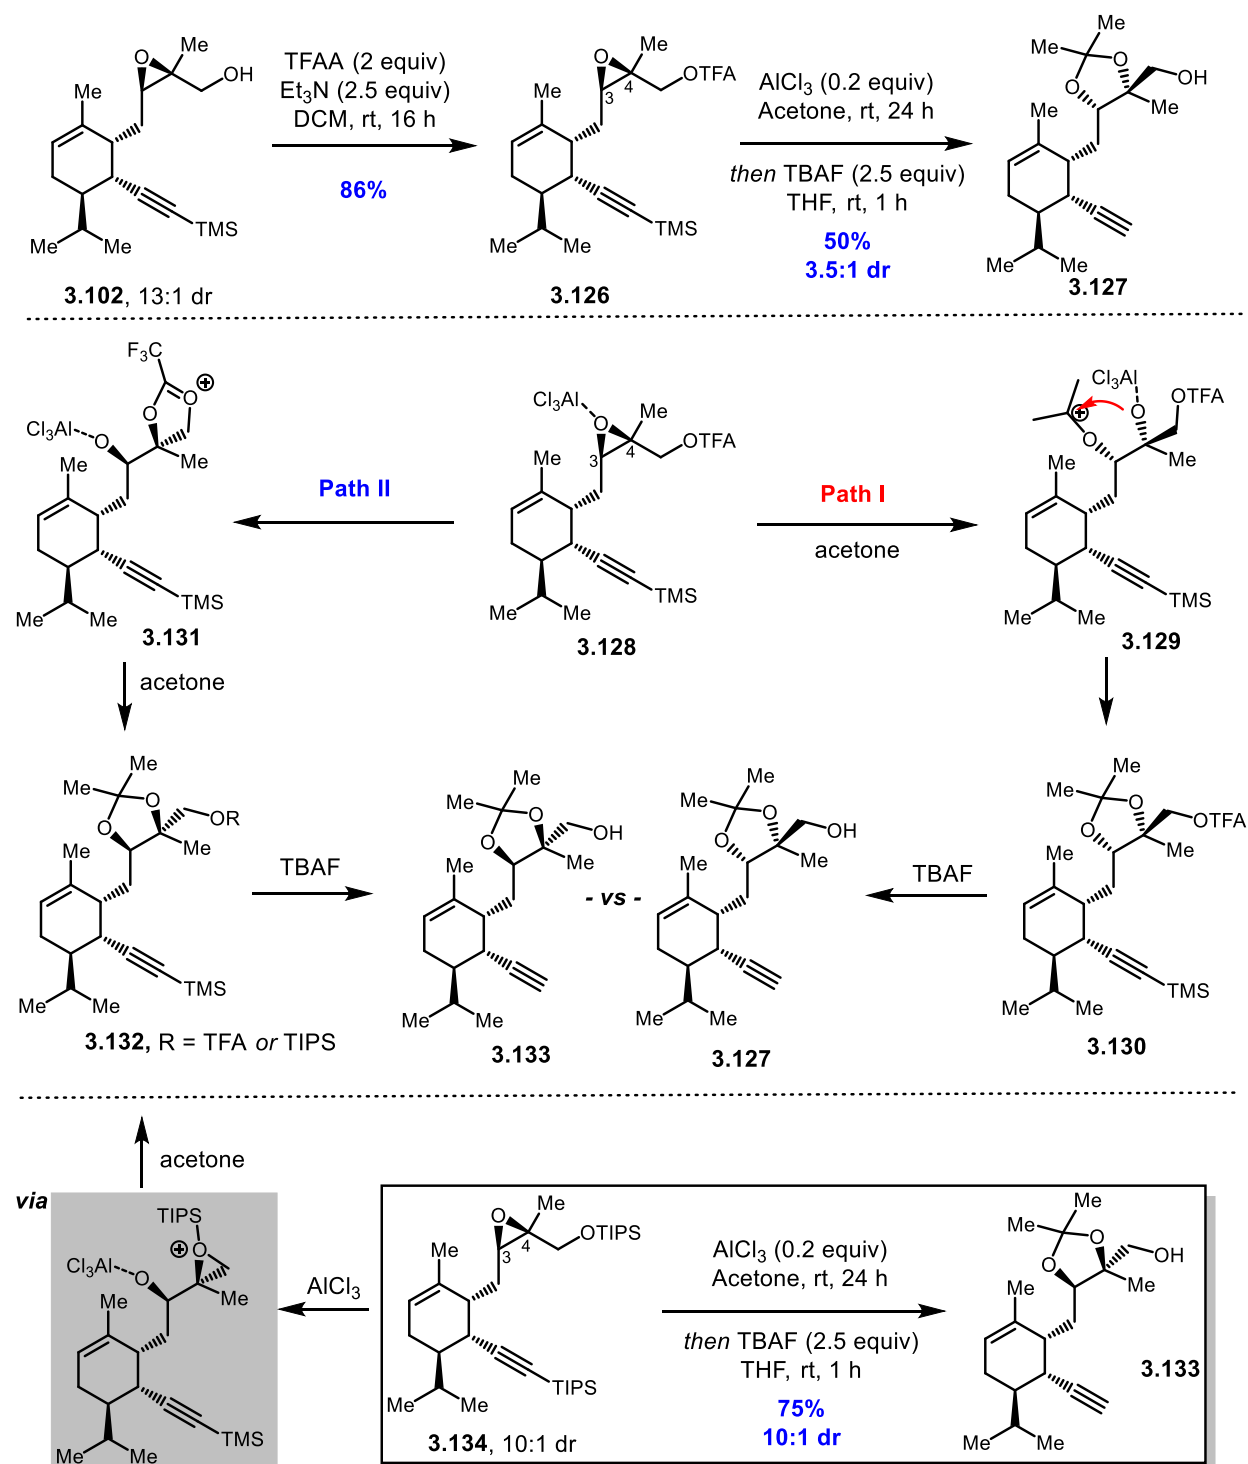 O
Me
OH
Me
TMS
Me
Me
3.102, 13:1 dr
TFAA (2 equiv)
Et₃N (2.5 equiv)
DCM, rt, 16 h
86%
O
Me
OTFA
3
4
Me
TMS
Me
Me
3.126
AlCl₃ (0.2 equiv)
Acetone, rt, 24 h
then TBAF (2.5 equiv)
THF, rt, 1 h
50%
3.5:1 dr
Me
Me
O
O
OH
Me
Me
Me
Me
3.127
F₃C
O
⊕
O
Cl₃Al
O
Me
Me
TMS
Me
Me
3.131
Path II
Cl₃Al
O
Me
OTFA
3
4
Me
TMS
Me
Me
3.128
Path I
acetone
Cl₃Al
O
OTFA
⊕
O
Me
Me
TMS
Me
Me
3.129
acetone
Me
Me
O
O
OR
Me
Me
TMS
Me
Me
3.132, R = TFA or TIPS
TBAF
Me
Me
O
O
OH
Me
Me
Me
Me
3.133
- vs -
Me
Me
O
O
OH
Me
Me
Me
Me
3.127
TBAF
Me
Me
O
O
OTFA
Me
Me
TMS
Me
Me
3.130
acetone
via
TIPS
⊕
O
Cl₃Al
O
Me
Me
TMS
Me
Me
AlCl₃
O
Me
OTIPS
3
4
Me
TIPS
Me
Me
3.134, 10:1 dr
AlCl₃ (0.2 equiv)
Acetone, rt, 24 h
then TBAF (2.5 equiv)
THF, rt, 1 h
75%
10:1 dr
Me
Me
O
O
OH
Me
Me
Me
Me
3.133